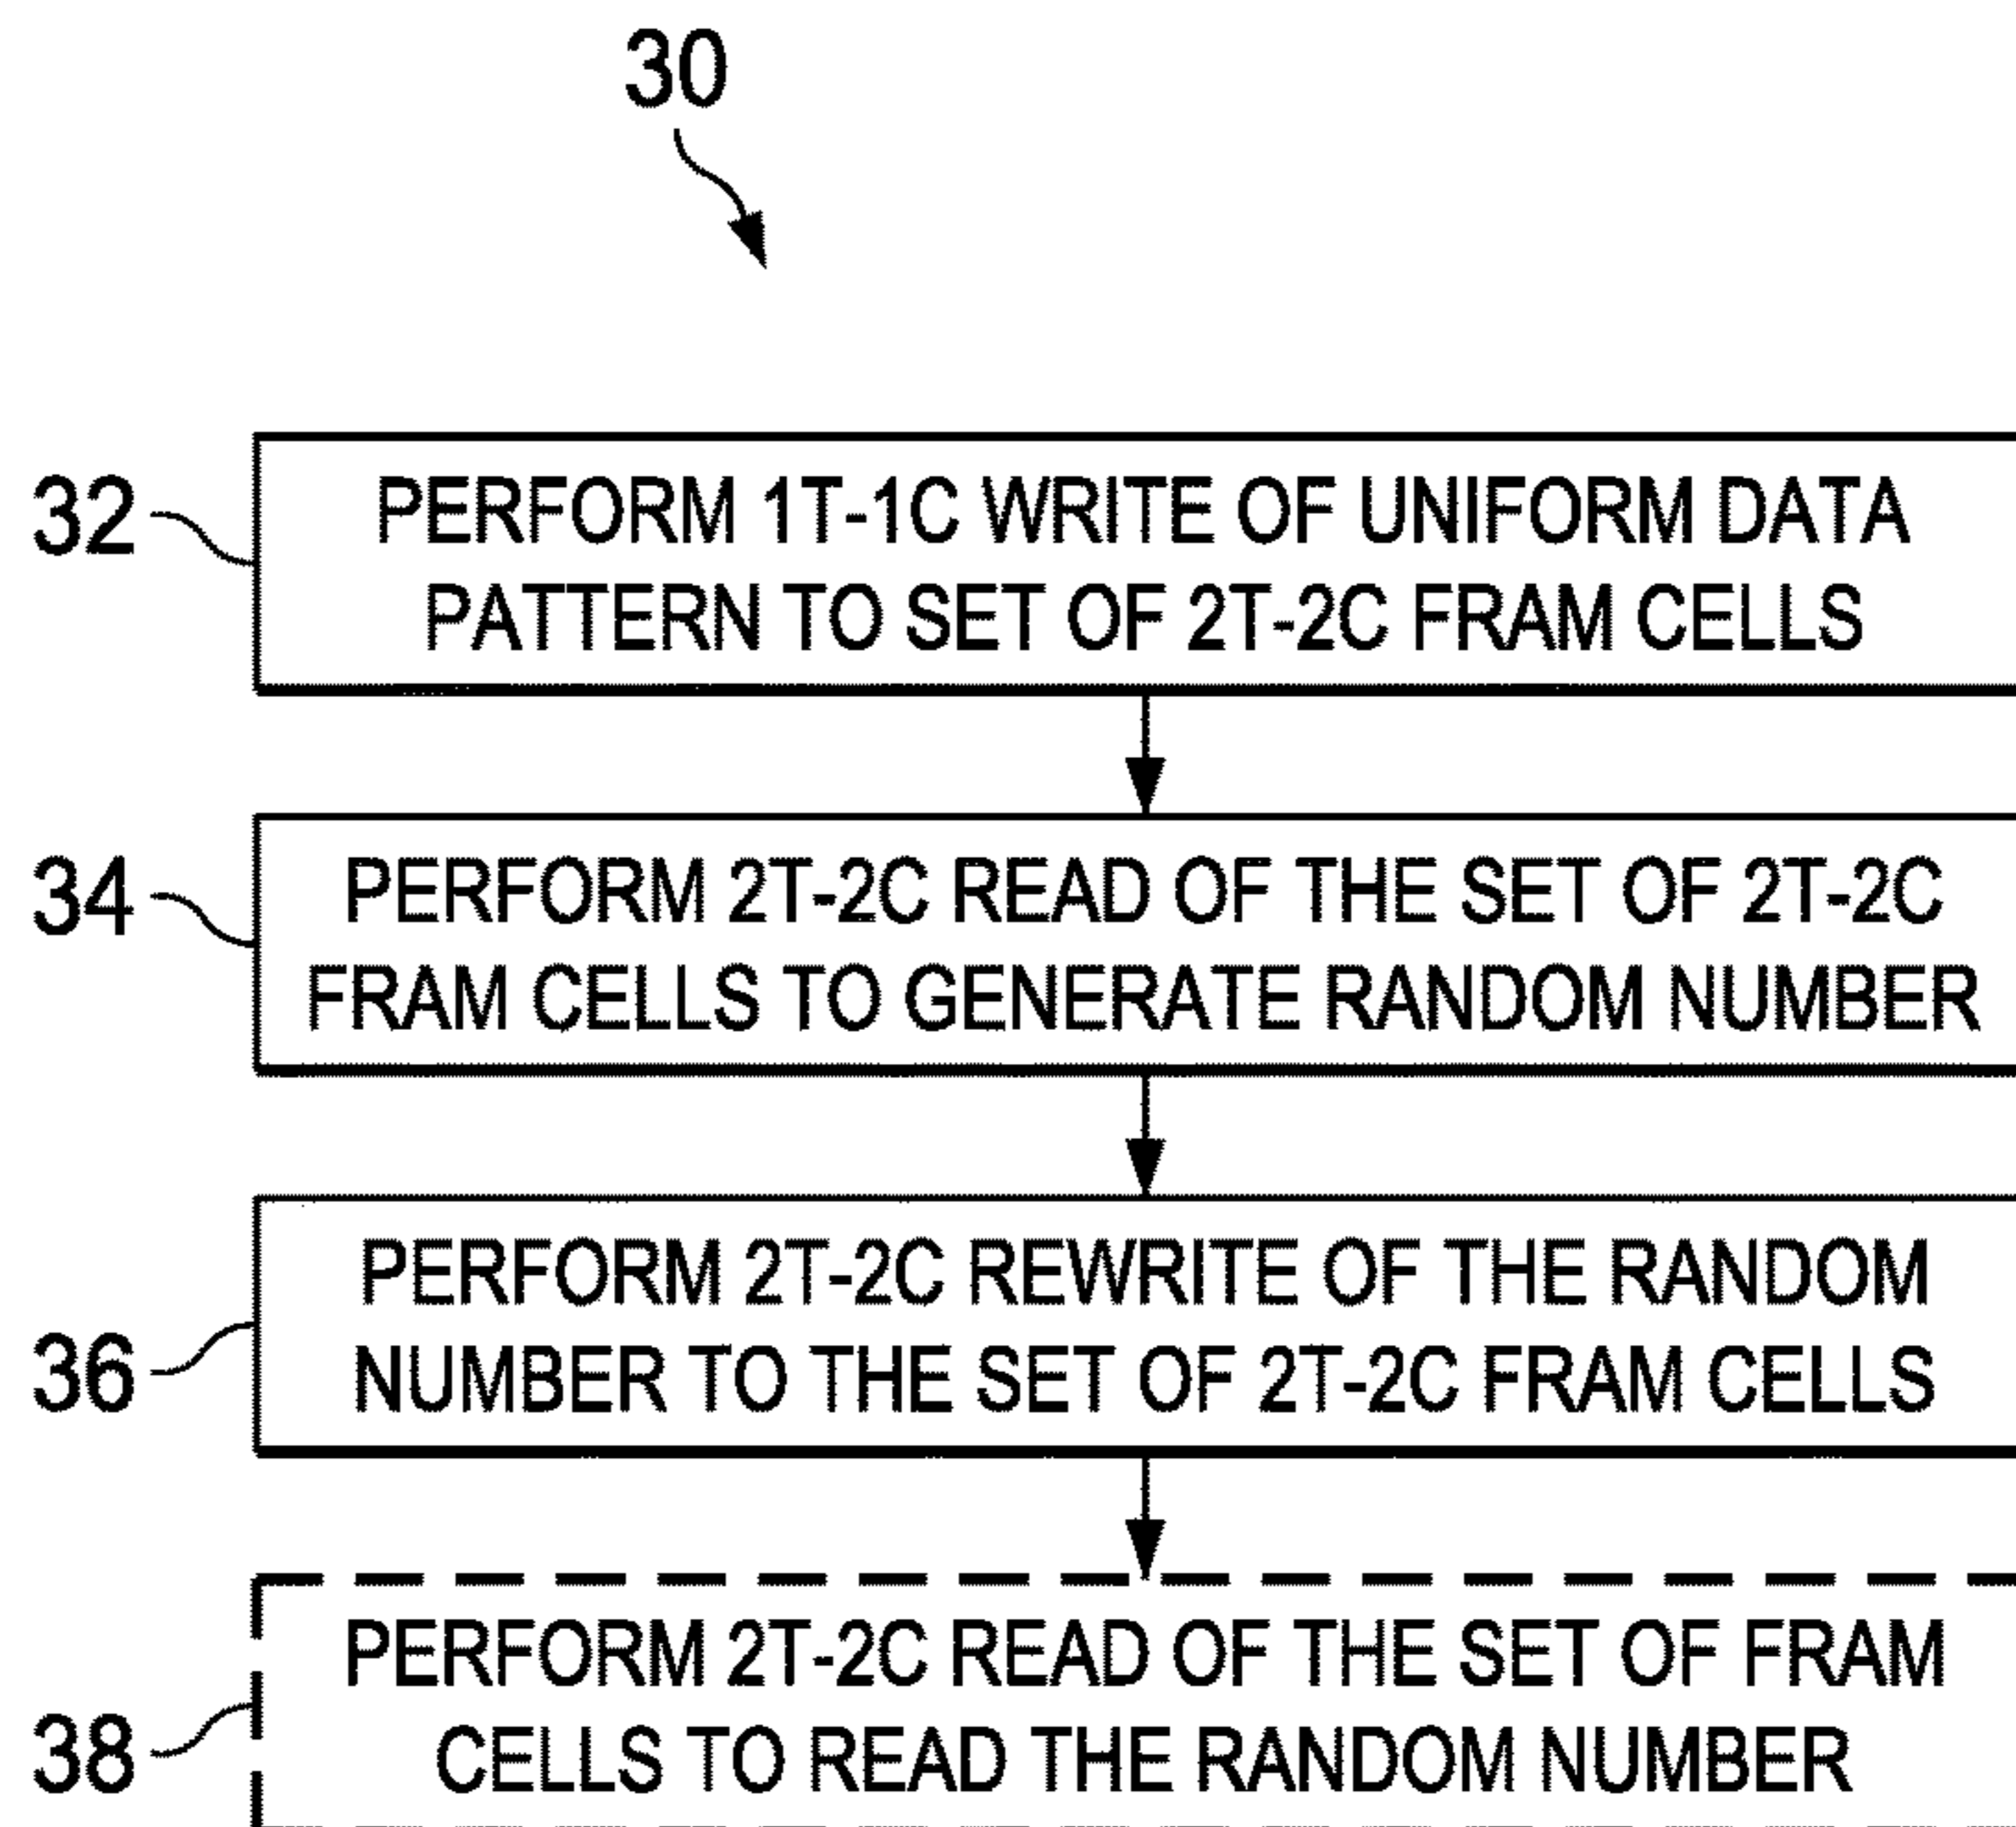 30
32
PERFORM 1T-1C WRITE OF UNIFORM DATA
PATTERN TO SET OF 2T-2C FRAM CELLS
34
PERFORM 2T-2C READ OF THE SET OF 2T-2C
FRAM CELLS TO GENERATE RANDOM NUMBER
36
PERFORM 2T-2C REWRITE OF THE RANDOM
NUMBER TO THE SET OF 2T-2C FRAM CELLS
38
PERFORM 2T-2C READ OF THE SET OF FRAM
CELLS TO READ THE RANDOM NUMBER